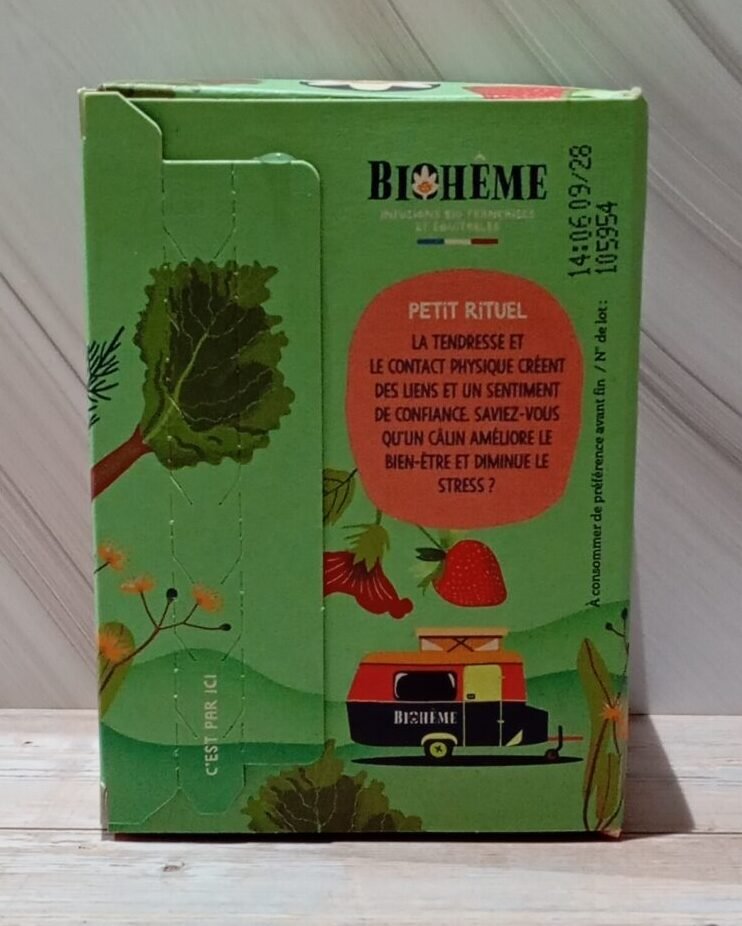 BIOHÊME
INFUSIONS BIO FRANÇAISES
ET ÉQUITABLES
14:06 09/28
105954
À consommer de préférence avant fin / N° de lot :
PETIT RITUEL
LA TENDRESSE ET
LE CONTACT PHYSIQUE CRÉENT
DES LIENS ET UN SENTIMENT
DE CONFIANCE. SAVIEZ-VOUS
QU'UN CÂLIN AMÉLIORE LE
BIEN-ÊTRE ET DIMINUE LE
STRESS ?
BIOHÊME
C'EST PAR ICI